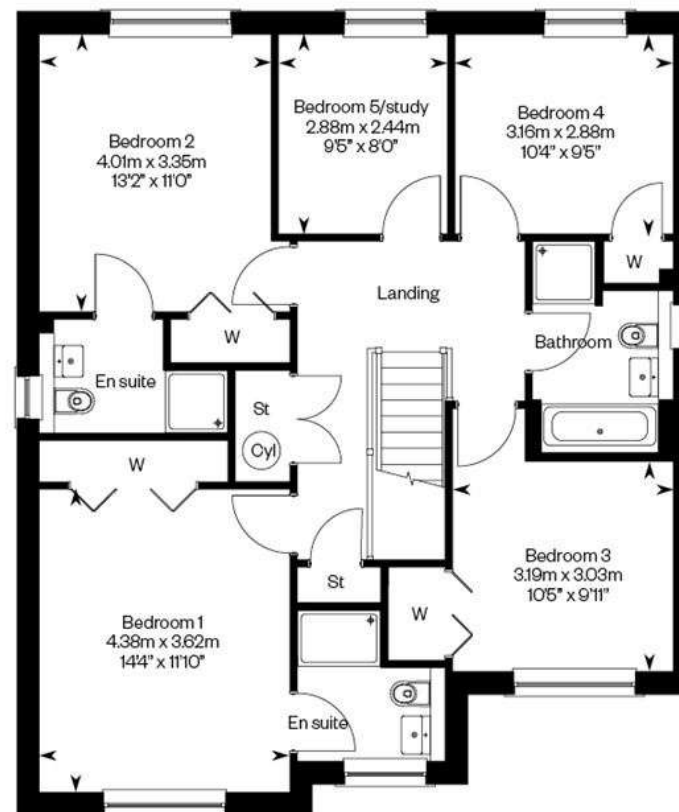 Bedroom 2
4.01m x 3.35m
13'2" x 11'0"
Bedroom 5/study
2.88m x 2.44m
9'5" x 8'0"
Bedroom 4
3.16m x 2.88m
10'4" x 9'5"
W
Landing
W
Bathroom
En suite
St
Cyl
W
St
W
Bedroom 3
3.19m x 3.03m
10'5" x 9'11"
Bedroom 1
4.38m x 3.62m
14'4" x 11'10"
En suite